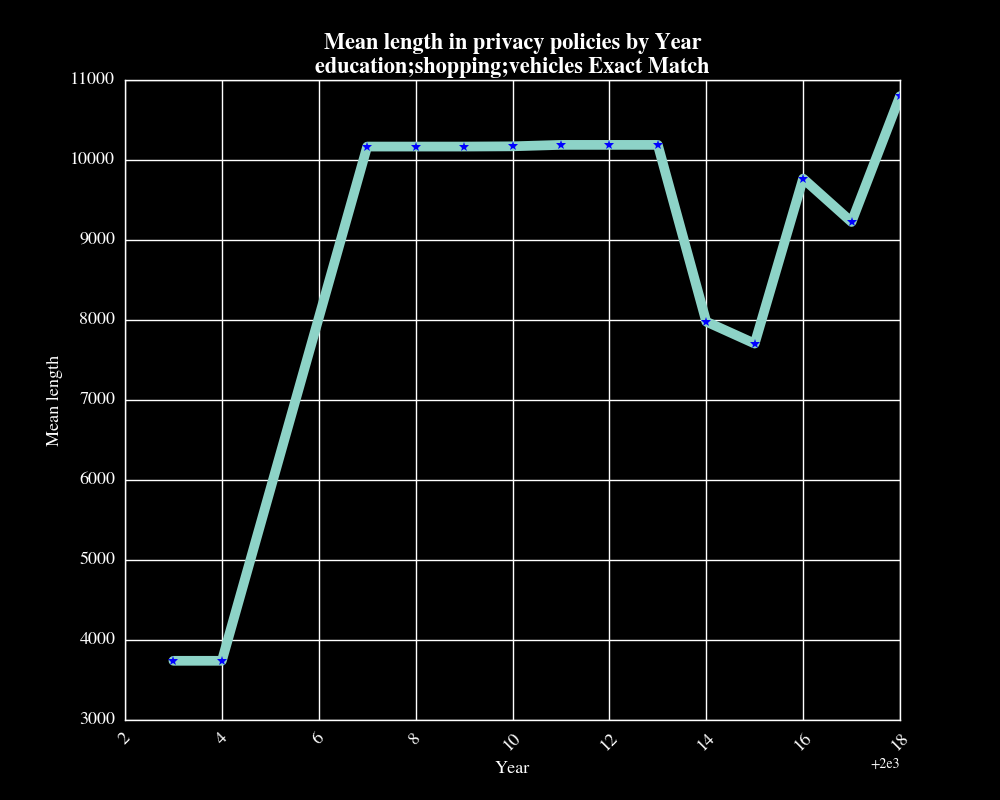 Mean length in privacy policies by Year
education;shopping;vehicles Exact Match
11000
10000
9000
8000
7000
6000
5000
4000
3000
Mean length
2 4 6 8 10 12 14 16 18
Year
+2e3